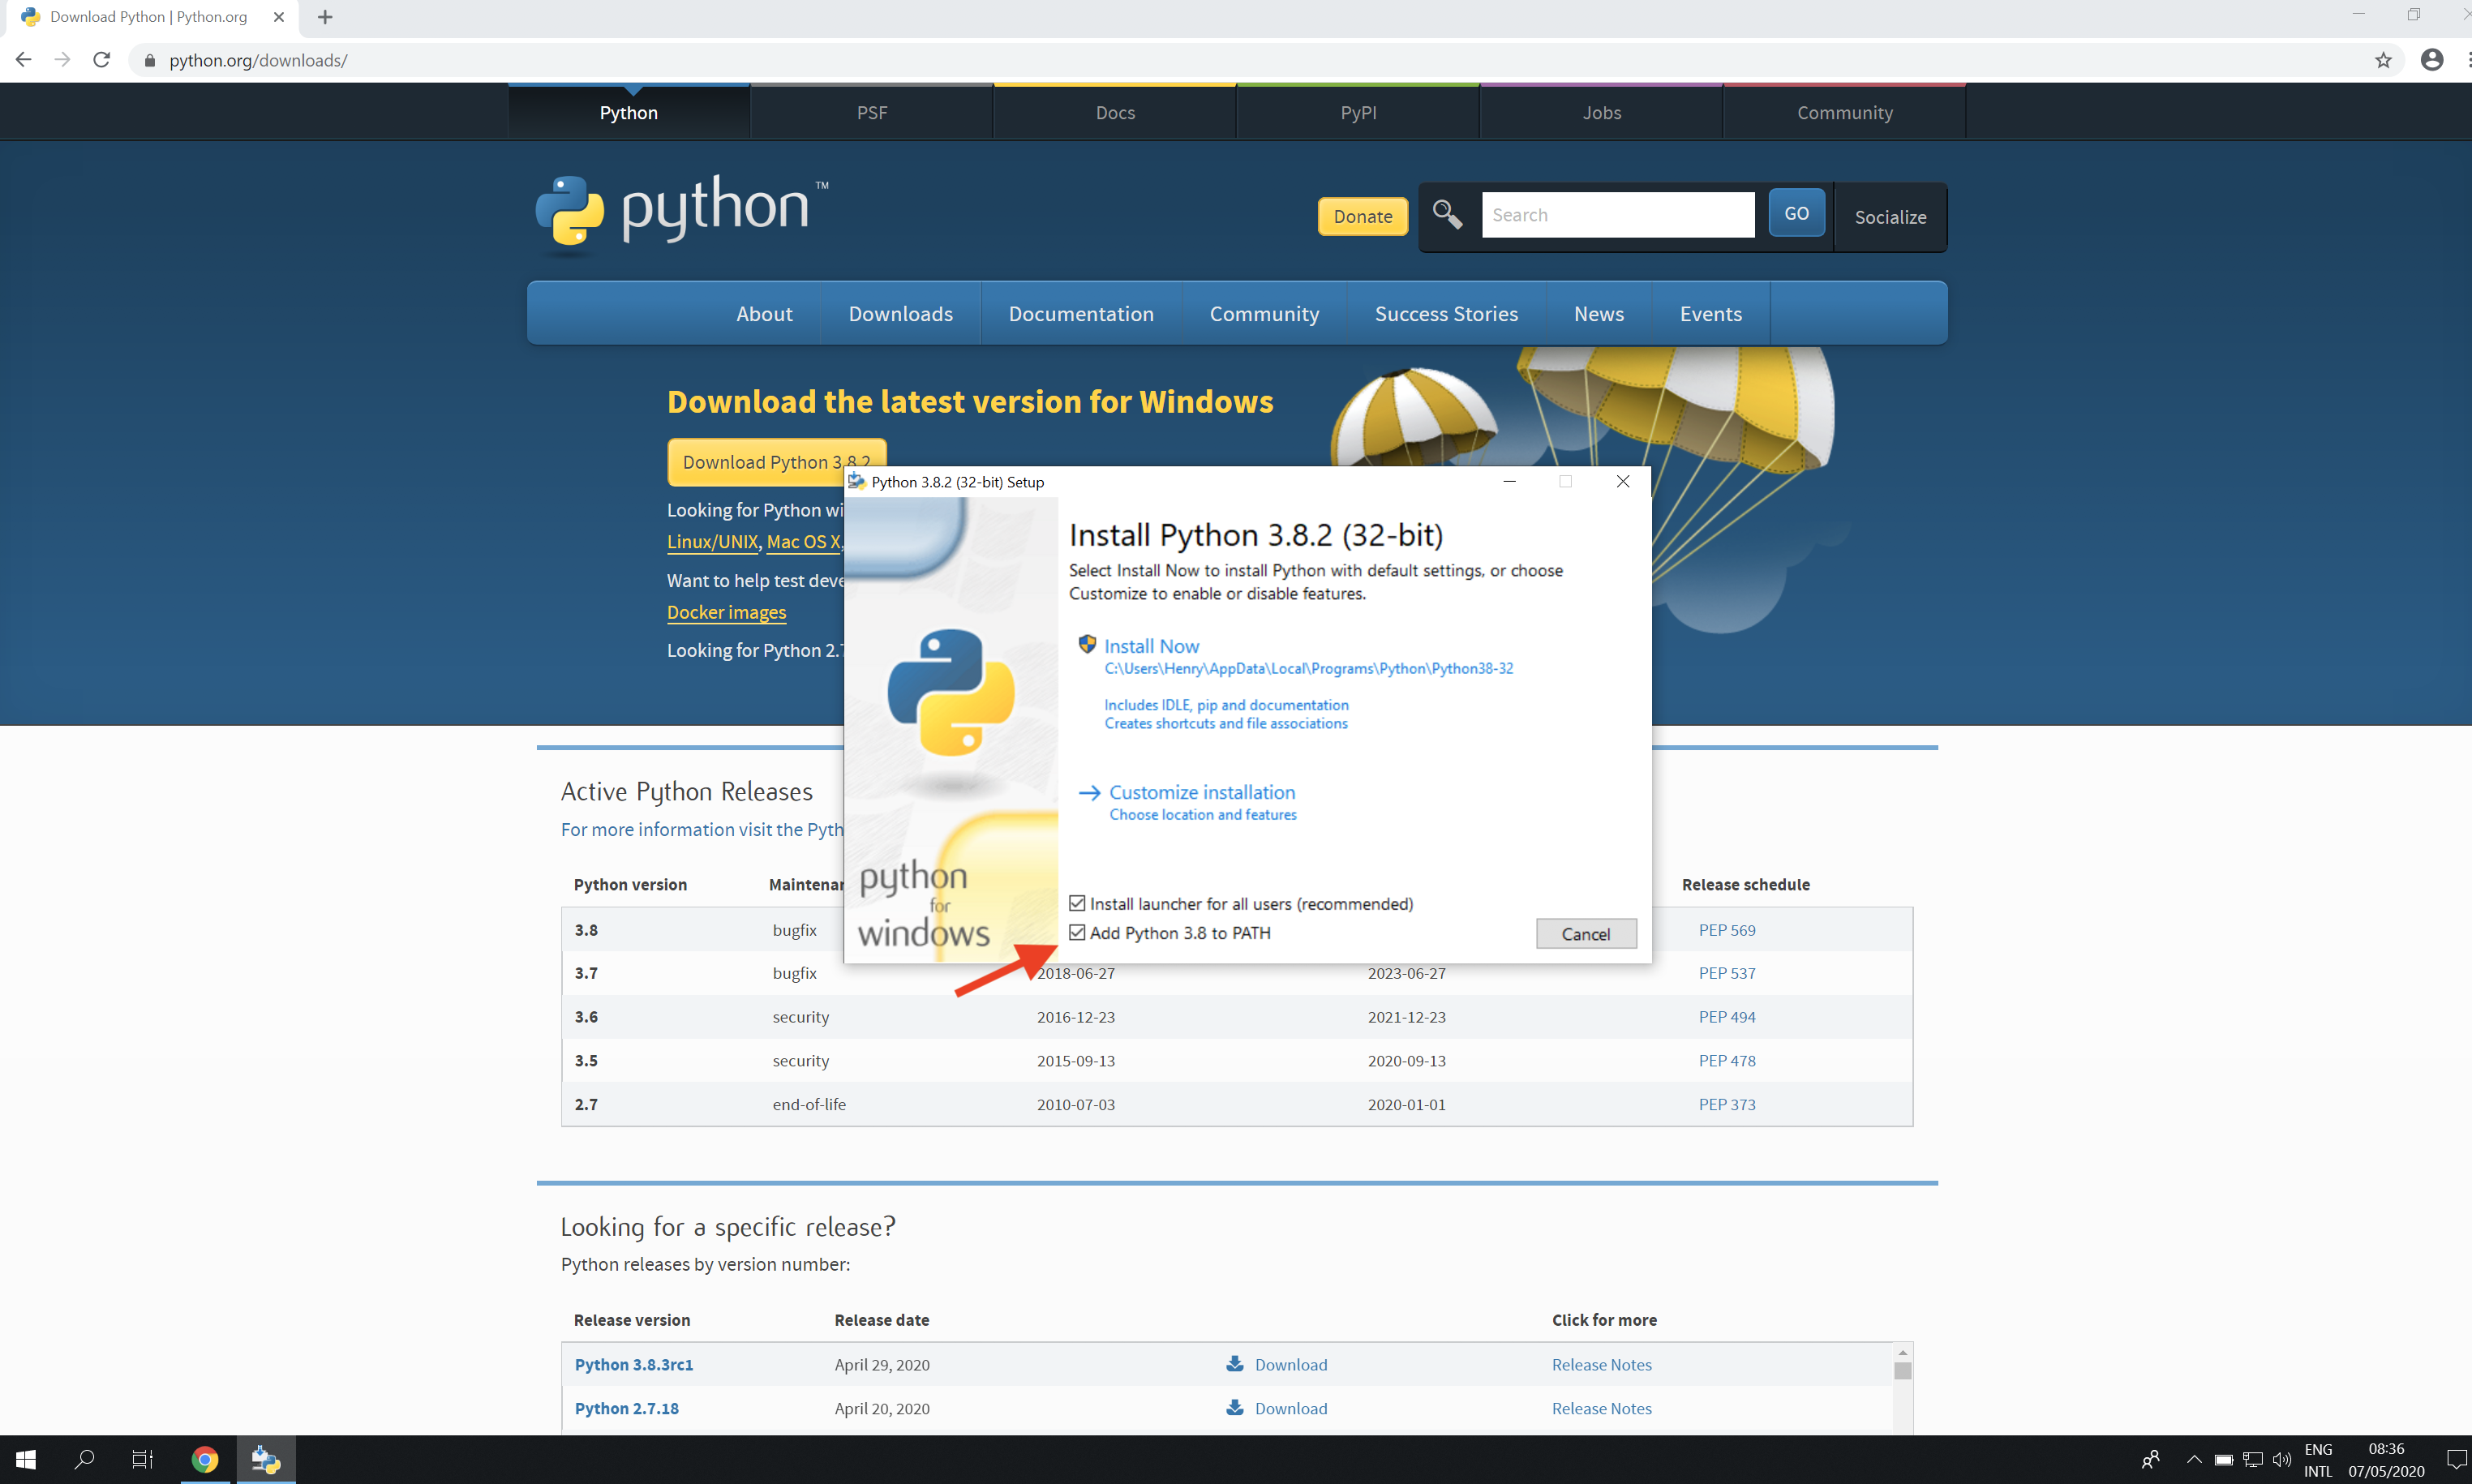 Download Python | Python.org
python.org/downloads/
Python
PSF
Docs
PyPI
Jobs
Community
python™
Donate
Search
GO
Socialize
About
Downloads
Documentation
Community
Success Stories
News
Events
Download the latest version for Windows
Download Python 3.8.2
Looking for Python wi
Linux/UNIX, Mac OS X,
Want to help test deve
Docker images
Looking for Python 2.7
Python 3.8.2 (32-bit) Setup
Install Python 3.8.2 (32-bit)
Select Install Now to install Python with default settings, or choose
Customize to enable or disable features.
Install Now
C:\Users\Henry\AppData\Local\Programs\Python\Python38-32
Includes IDLE, pip and documentation
Creates shortcuts and file associations
Customize installation
Choose location and features
python
for
windows
Install launcher for all users (recommended)
Add Python 3.8 to PATH
Cancel
Active Python Releases
For more information visit the Pyth
Python version Maintenan Release schedule
3.8 bugfix PEP 569
3.7 bugfix 2018-06-27 2023-06-27 PEP 537
3.6 security 2016-12-23 2021-12-23 PEP 494
3.5 security 2015-09-13 2020-09-13 PEP 478
2.7 end-of-life 2010-07-03 2020-01-01 PEP 373
Looking for a specific release?
Python releases by version number:
Release version Release date Click for more
Python 3.8.3rc1 April 29, 2020 Download Release Notes
Python 2.7.18 April 20, 2020 Download Release Notes
ENG
INTL
08:36
07/05/2020